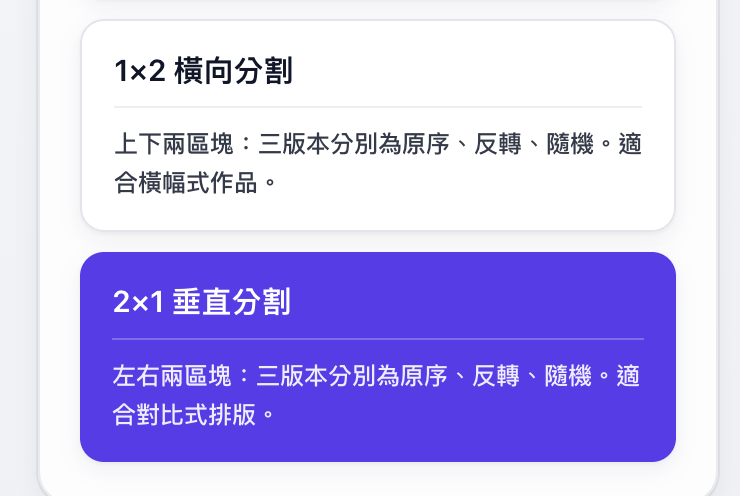 1×2 橫向分割
上下兩區塊：三版本分別為原序、反轉、隨機。適
合橫幅式作品。
2×1 垂直分割
左右兩區塊：三版本分別為原序、反轉、隨機。適
合對比式排版。